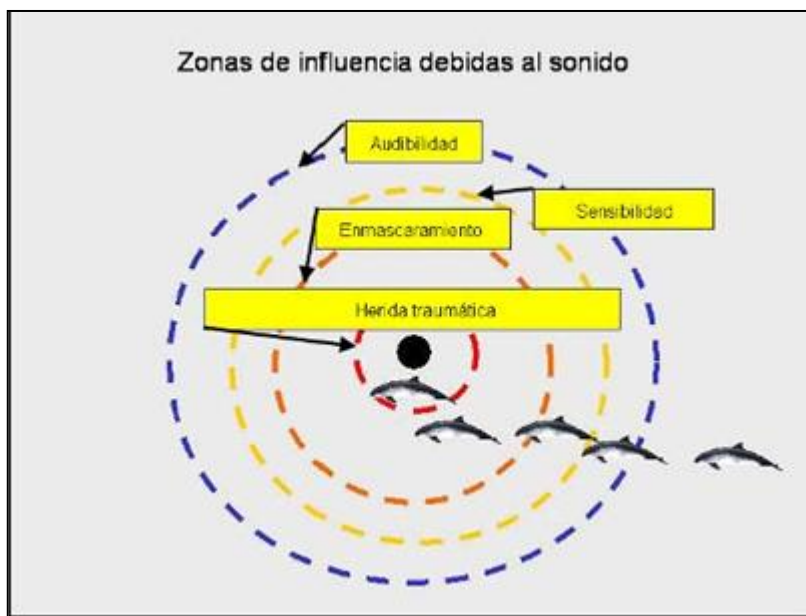 Zonas de influencia debidas al sonido
Audibilidad
Sensibilidad
Enmascaramiento
Herida traumática